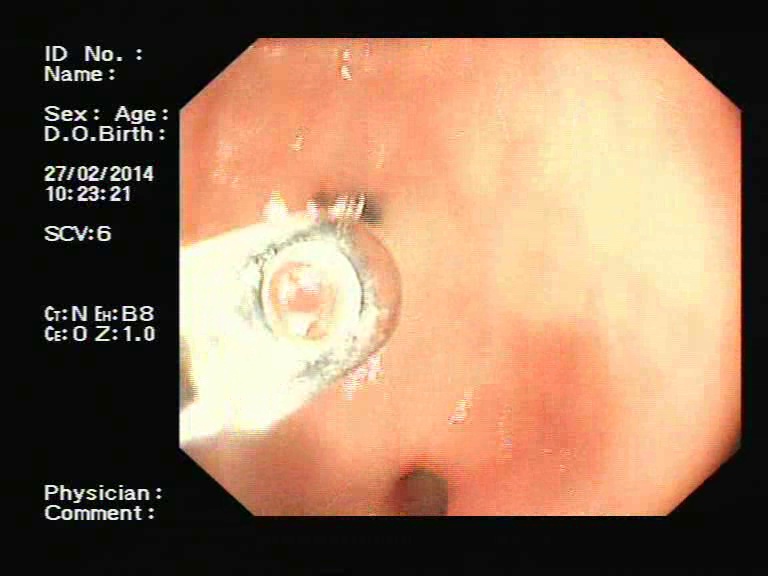 ID No. :
Name:
Sex: Age:
D.O.Birth:
27/02/2014
10:23:21
SCV:6
CT:N EH:B8
CE:0 Z:1.0
Physician:
Comment: